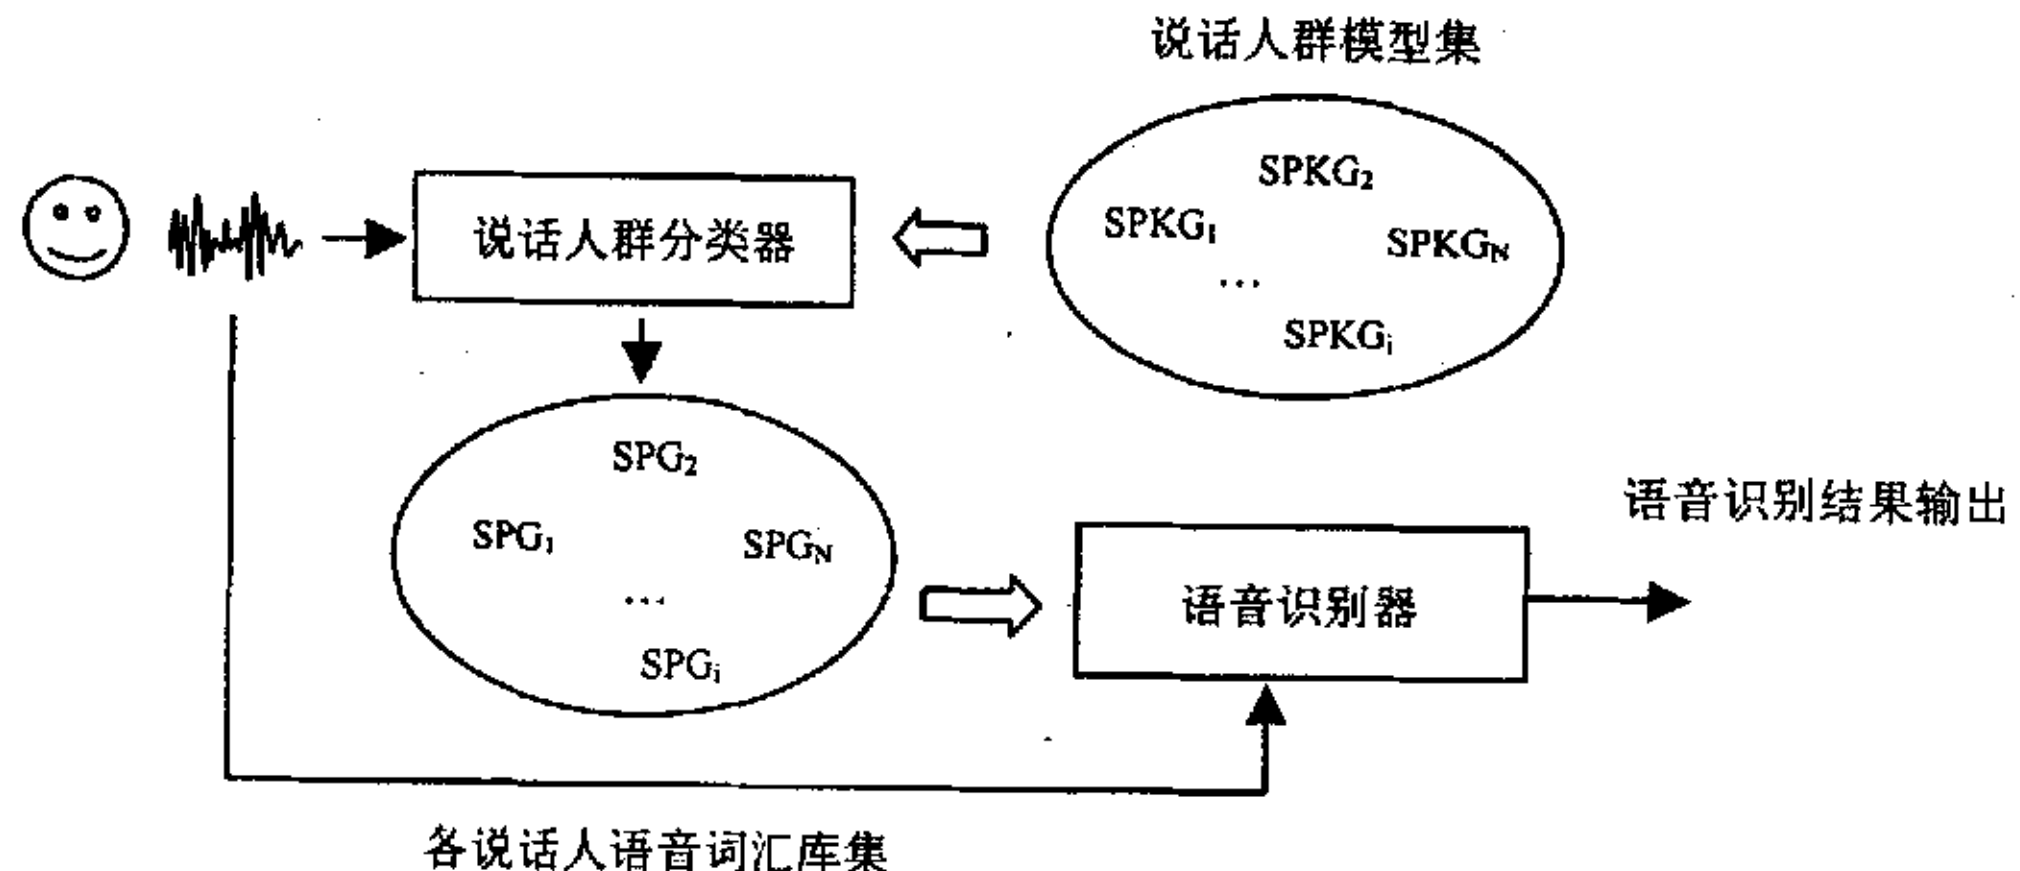 说话人群模型集
SPKG₂
SPKG₁
SPKG_N
...
SPKGᵢ
说话人群分类器
SPG₂
SPG₁
SPG_N
...
SPGᵢ
语音识别结果输出
语音识别器
各说话人语音词汇库集